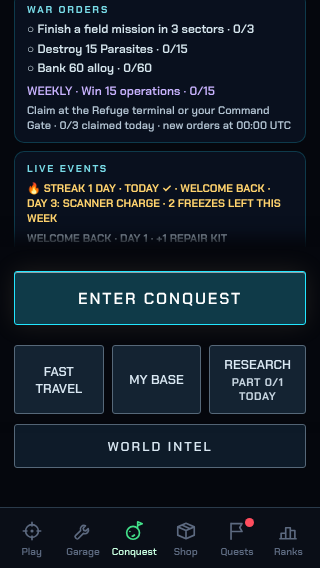 WAR ORDERS
○ Finish a field mission in 3 sectors · 0/3
○ Destroy 15 Parasites · 0/15
○ Bank 60 alloy · 0/60
WEEKLY · Win 15 operations · 0/15
Claim at the Refuge terminal or your Command
Gate · 0/3 claimed today · new orders at 00:00 UTC
LIVE EVENTS
🔥 STREAK 1 DAY · TODAY ✓ · WELCOME BACK ·
DAY 3: SCANNER CHARGE · 2 FREEZES LEFT THIS
WEEK
WELCOME BACK · DAY 1 · +1 REPAIR KIT
ENTER CONQUEST
FAST
TRAVEL
MY BASE
RESEARCH
PART 0/1
TODAY
WORLD INTEL
Play
Garage
Conquest
Shop
Quests
Ranks